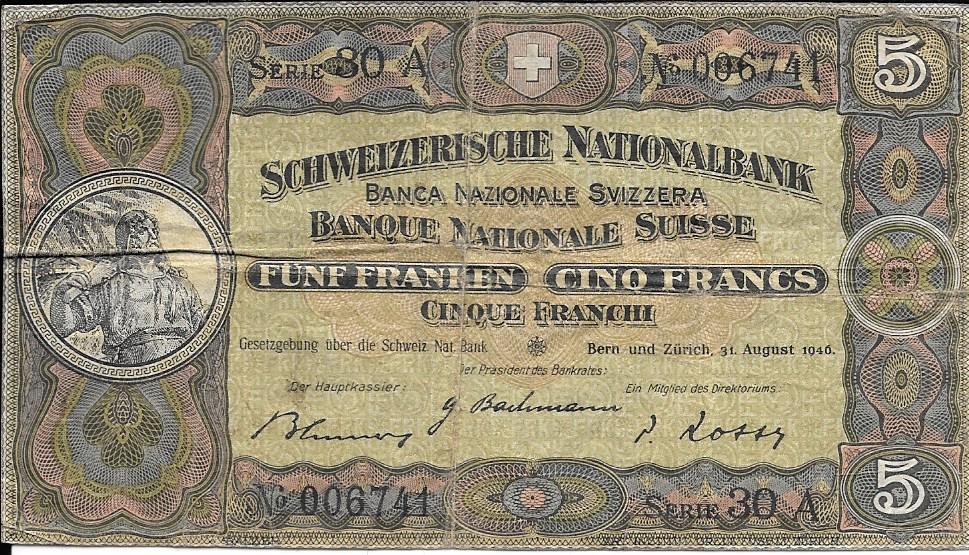 SERIE 30 A
No 006741
5
SCHWEIZERISCHE NATIONALBANK
BANCA NAZIONALE SVIZZERA
BANQUE NATIONALE SUISSE
FÜNF FRANKEN CINQ FRANCS
CINQUE FRANCHI
Gesetzgebung über die Schweiz. Nat. Bank
Bern und Zürich, 31. August 1946.
Der Präsident des Bankrates:
Der Hauptkassier:
Ein Mitglied des Direktoriums:
G. Bachmann
P. Rossy
No 006741
SERIE 30 A
5